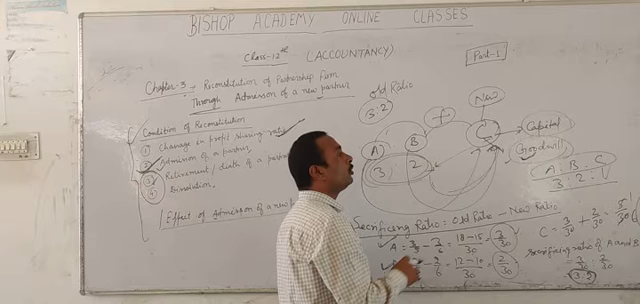 BISHOP ACADEMY ONLINE CLASSES
Class-12th (ACCOUNTANCY)
Part-1
Chapter-3 - Reconstitution of Partnership Firm
Through Admission of a new partner
Condition of Reconstitution
① Change in profit sharing ratio
② Admission of a partner
③ Retirement / death of a partner
④ Dissolution
Effect of Admission of a new
Old Ratio
3:2
New
A B + C
3 : 2
Capital
Goodwill
A : B : C
3 : 2 : 1
Sacrificing Ratio = Old Ratio - New Ratio
A = 3/5 - 3/6 = 18-15/30 = 3/30
- 2/6 = 12-10/30 = 2/30
C = 3/30 + 2/30 = 5/30
Sacrificing ratio of A and B
= 3/30 : 2/30
3:2